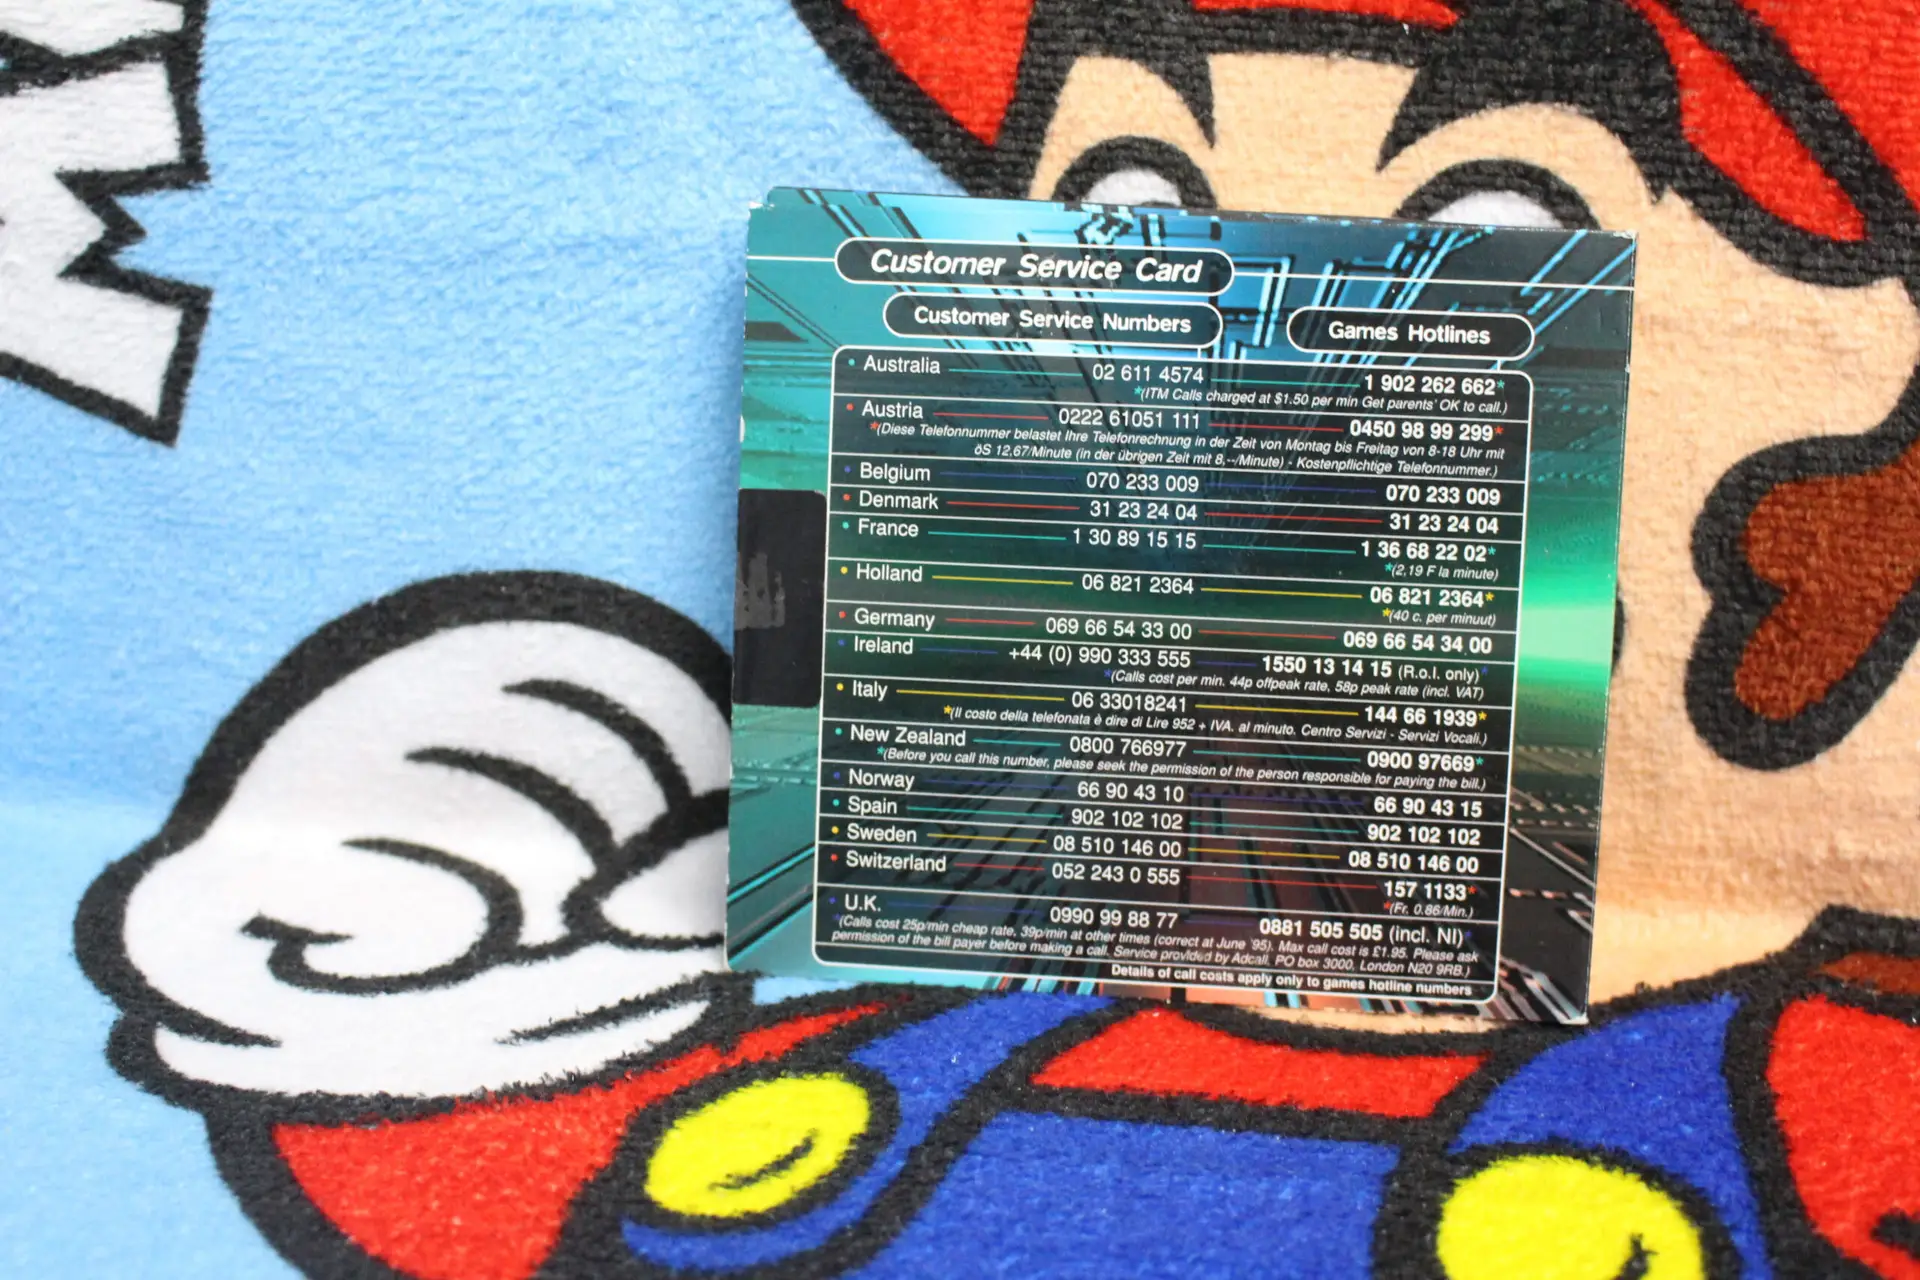 Customer Service Card
Customer Service Numbers Games Hotlines
• Australia 02 611 4574 1 902 262 662*
*(ITM Calls charged at $1.50 per min Get parents' OK to call.)
• Austria 0222 61051 111 0450 98 99 299*
*(Diese Telefonnummer belastet Ihre Telefonrechnung in der Zeit von Montag bis Freitag von 8-18 Uhr mit
öS 12,67/Minute (in der übrigen Zeit mit 8,--/Minute) - Kostenpflichtige Telefonnummer.)
• Belgium 070 233 009 070 233 009
• Denmark 31 23 24 04 31 23 24 04
• France 1 30 89 15 15 1 36 68 22 02*
*(2,19 F la minute)
• Holland 06 821 2364 06 821 2364*
*(40 c. per minuut)
• Germany 069 66 54 33 00 069 66 54 34 00
• Ireland +44 (0) 990 333 555 1550 13 14 15 (R.o.I. only)*
*(Calls cost per min. 44p offpeak rate, 58p peak rate (incl. VAT)
• Italy 06 33018241 144 66 1939*
*(Il costo della telefonata è dire di Lire 952 + IVA. al minuto. Centro Servizi - Servizi Vocali.)
• New Zealand 0800 766977 0900 97669*
*(Before you call this number, please seek the permission of the person responsible for paying the bill.)
• Norway 66 90 43 10 66 90 43 15
• Spain 902 102 102 902 102 102
• Sweden 08 510 146 00 08 510 146 00
• Switzerland 052 243 0 555 157 1133*
*(Fr. 0.86/Min.)
• U.K. 0990 99 88 77 0881 505 505 (incl. NI)*
*(Calls cost 25p/min cheap rate, 39p/min at other times (correct at June '95). Max call cost is £1.95. Please ask
permission of the bill payer before making a call. Service provided by Adcall, PO box 3000, London N20 9RB.)
Details of call costs apply only to games hotline numbers